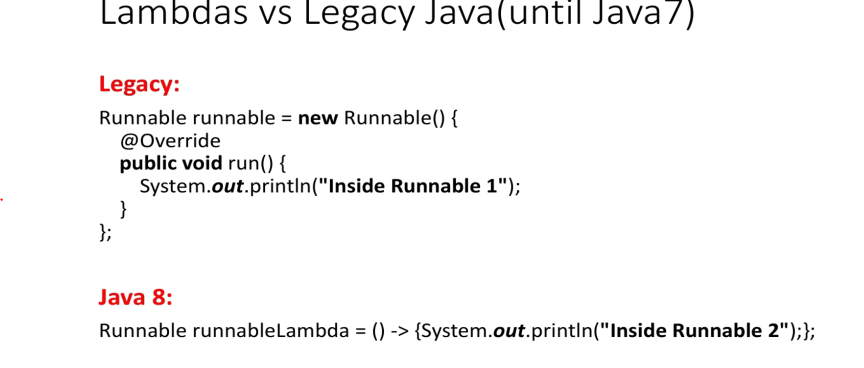 Lambdas vs Legacy Java(until Java7)
Legacy:
Runnable runnable = new Runnable() {
@Override
public void run() {
System.out.println("Inside Runnable 1");
}
};
Java 8:
Runnable runnableLambda = () -> {System.out.println("Inside Runnable 2");};